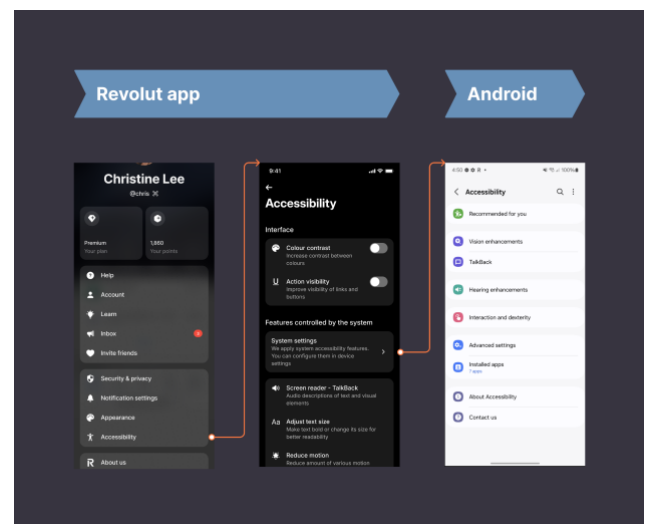 Revolut app
Android
Christine Lee
@chris
Premium
Your plan
1,860
Your points
Help
Account
Learn
Inbox
Invite friends
Security & privacy
Notification settings
Appearance
Accessibility
About us
9:41
Accessibility
Interface
Colour contrast
Increase contrast between
colours
Action visibility
Improve visibility of links and
buttons
Features controlled by the system
System settings
We apply system accessibility features.
You can configure them in device
settings
Screen reader - TalkBack
Audio descriptions of text and visual
elements
Aa Adjust text size
Make text bold or change its size for
better readability
Reduce motion
Reduce amount of various motion
100%
Accessibility
Recommended for you
Vision enhancements
TalkBack
Hearing enhancements
Interaction and dexterity
Advanced settings
Installed apps
About Accessibility
Contact us